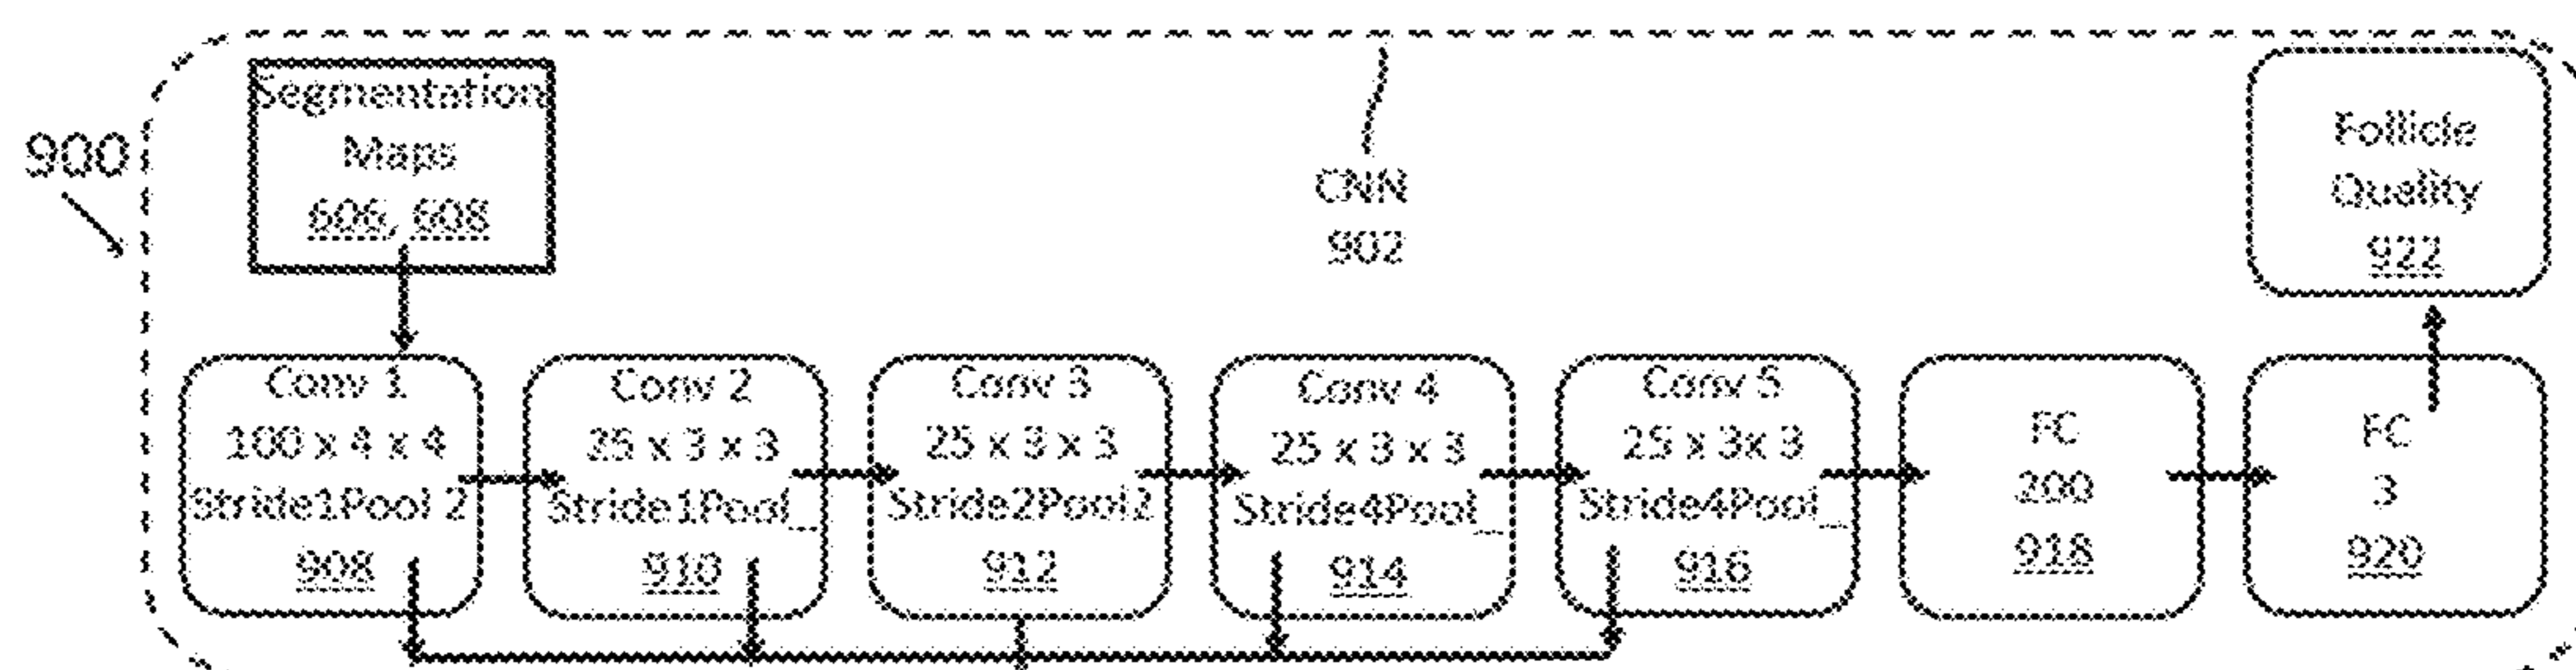 900
Segmentation
Maps
606, 608
CNN
902
Follicle
Quality
922
Conv 1
100 x 4 x 4
Stride1Pool 2
908
Conv 2
25 x 3 x 3
Stride1Pool_
910
Conv 3
25 x 3 x 3
Stride2Pool2
912
Conv 4
25 x 3 x 3
Stride4Pool_
914
Conv 5
25 x 3x 3
Stride4Pool_
916
FC
200
918
FC
3
920